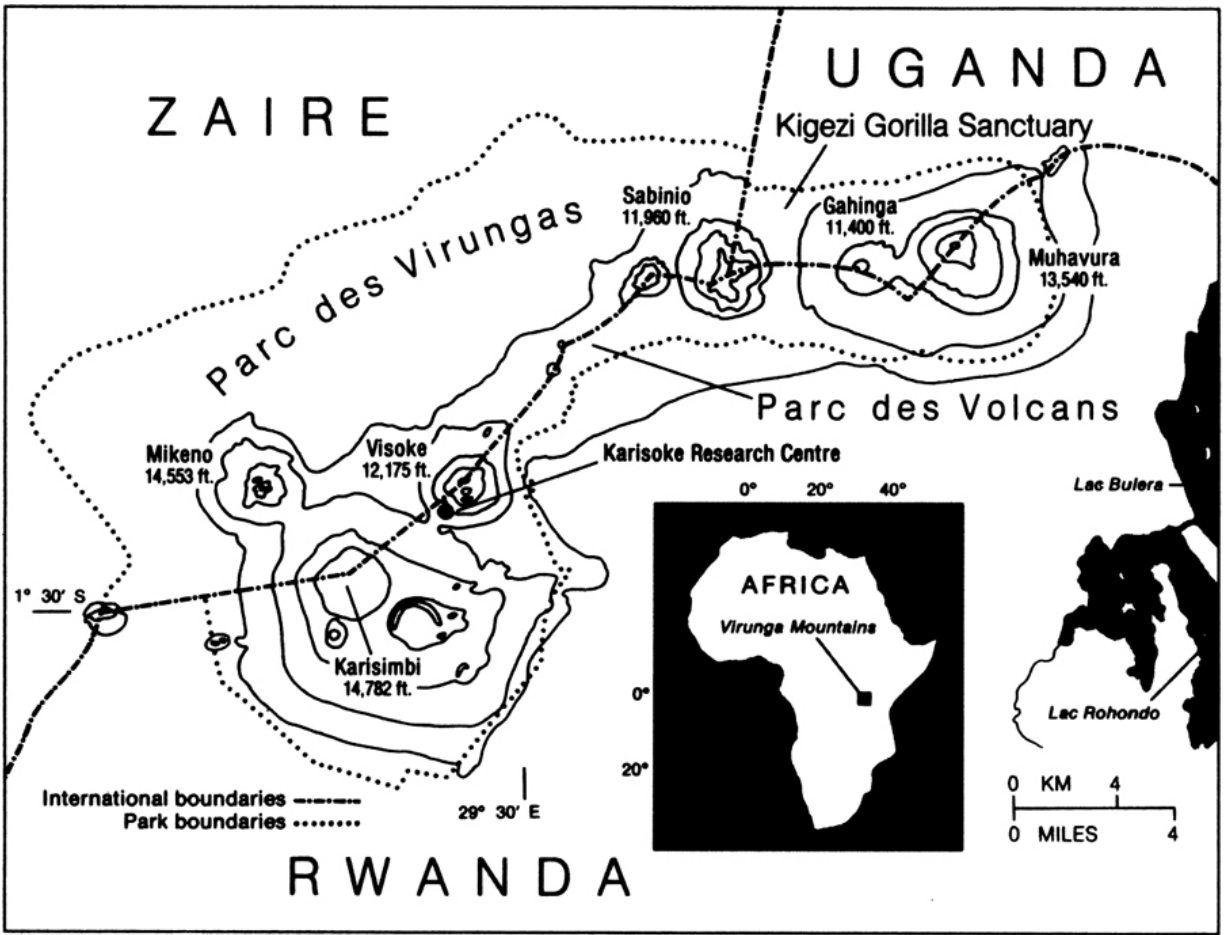 UGANDA
ZAIRE
Kigezi Gorilla Sanctuary
Sabinio
11,960 ft.
Gahinga
11,400 ft.
Parc des Virungas
Muhavura
13,540 ft.
Parc des Volcans
Mikeno
14,553 ft.
Visoke
12,175 ft.
Karisoke Research Centre
Lac Bulera
0° 20° 40°
AFRICA
Virunga Mountains
1° 30' S
Karisimbi
14,782 ft.
0°
Lac Rohondo
20°
0 KM 4
International boundaries
Park boundaries
29° 30' E
0 MILES 4
RWANDA